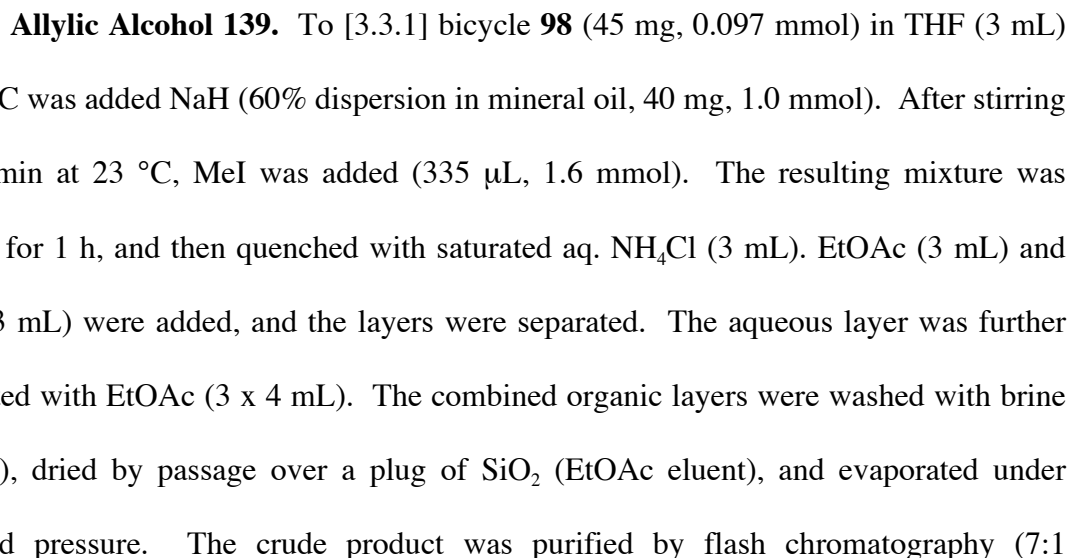 Allylic Alcohol 139. To [3.3.1] bicycle 98 (45 mg, 0.097 mmol) in THF (3 mL)
C was added NaH (60% dispersion in mineral oil, 40 mg, 1.0 mmol). After stirring
min at 23 °C, MeI was added (335 μL, 1.6 mmol). The resulting mixture was
for 1 h, and then quenched with saturated aq. NH₄Cl (3 mL). EtOAc (3 mL) and
3 mL) were added, and the layers were separated. The aqueous layer was further
ed with EtOAc (3 x 4 mL). The combined organic layers were washed with brine
), dried by passage over a plug of SiO₂ (EtOAc eluent), and evaporated under
d pressure. The crude product was purified by flash chromatography (7:1